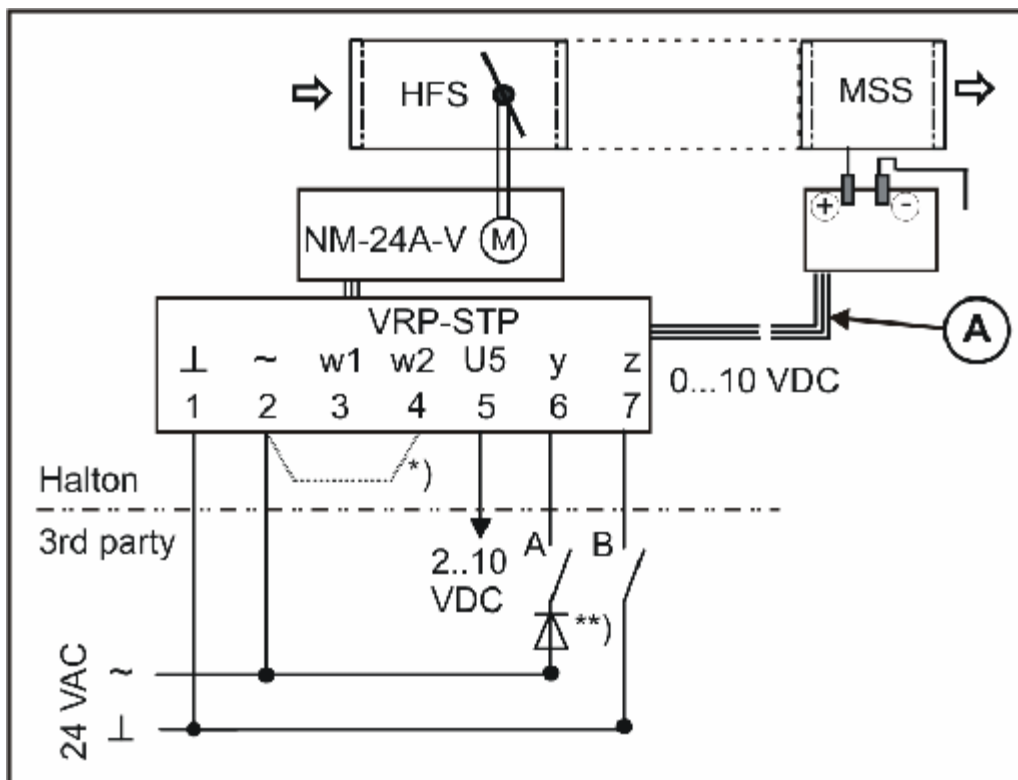 HFS
MSS
NM-24A-V M
+ -
VRP-STP
A
⊥ ~ w1 w2 U5 y z
0...10 VDC
1 2 3 4 5 6 7
*)
Halton
3rd party
A B
2..10
VDC
**)
24 VAC
~
⊥